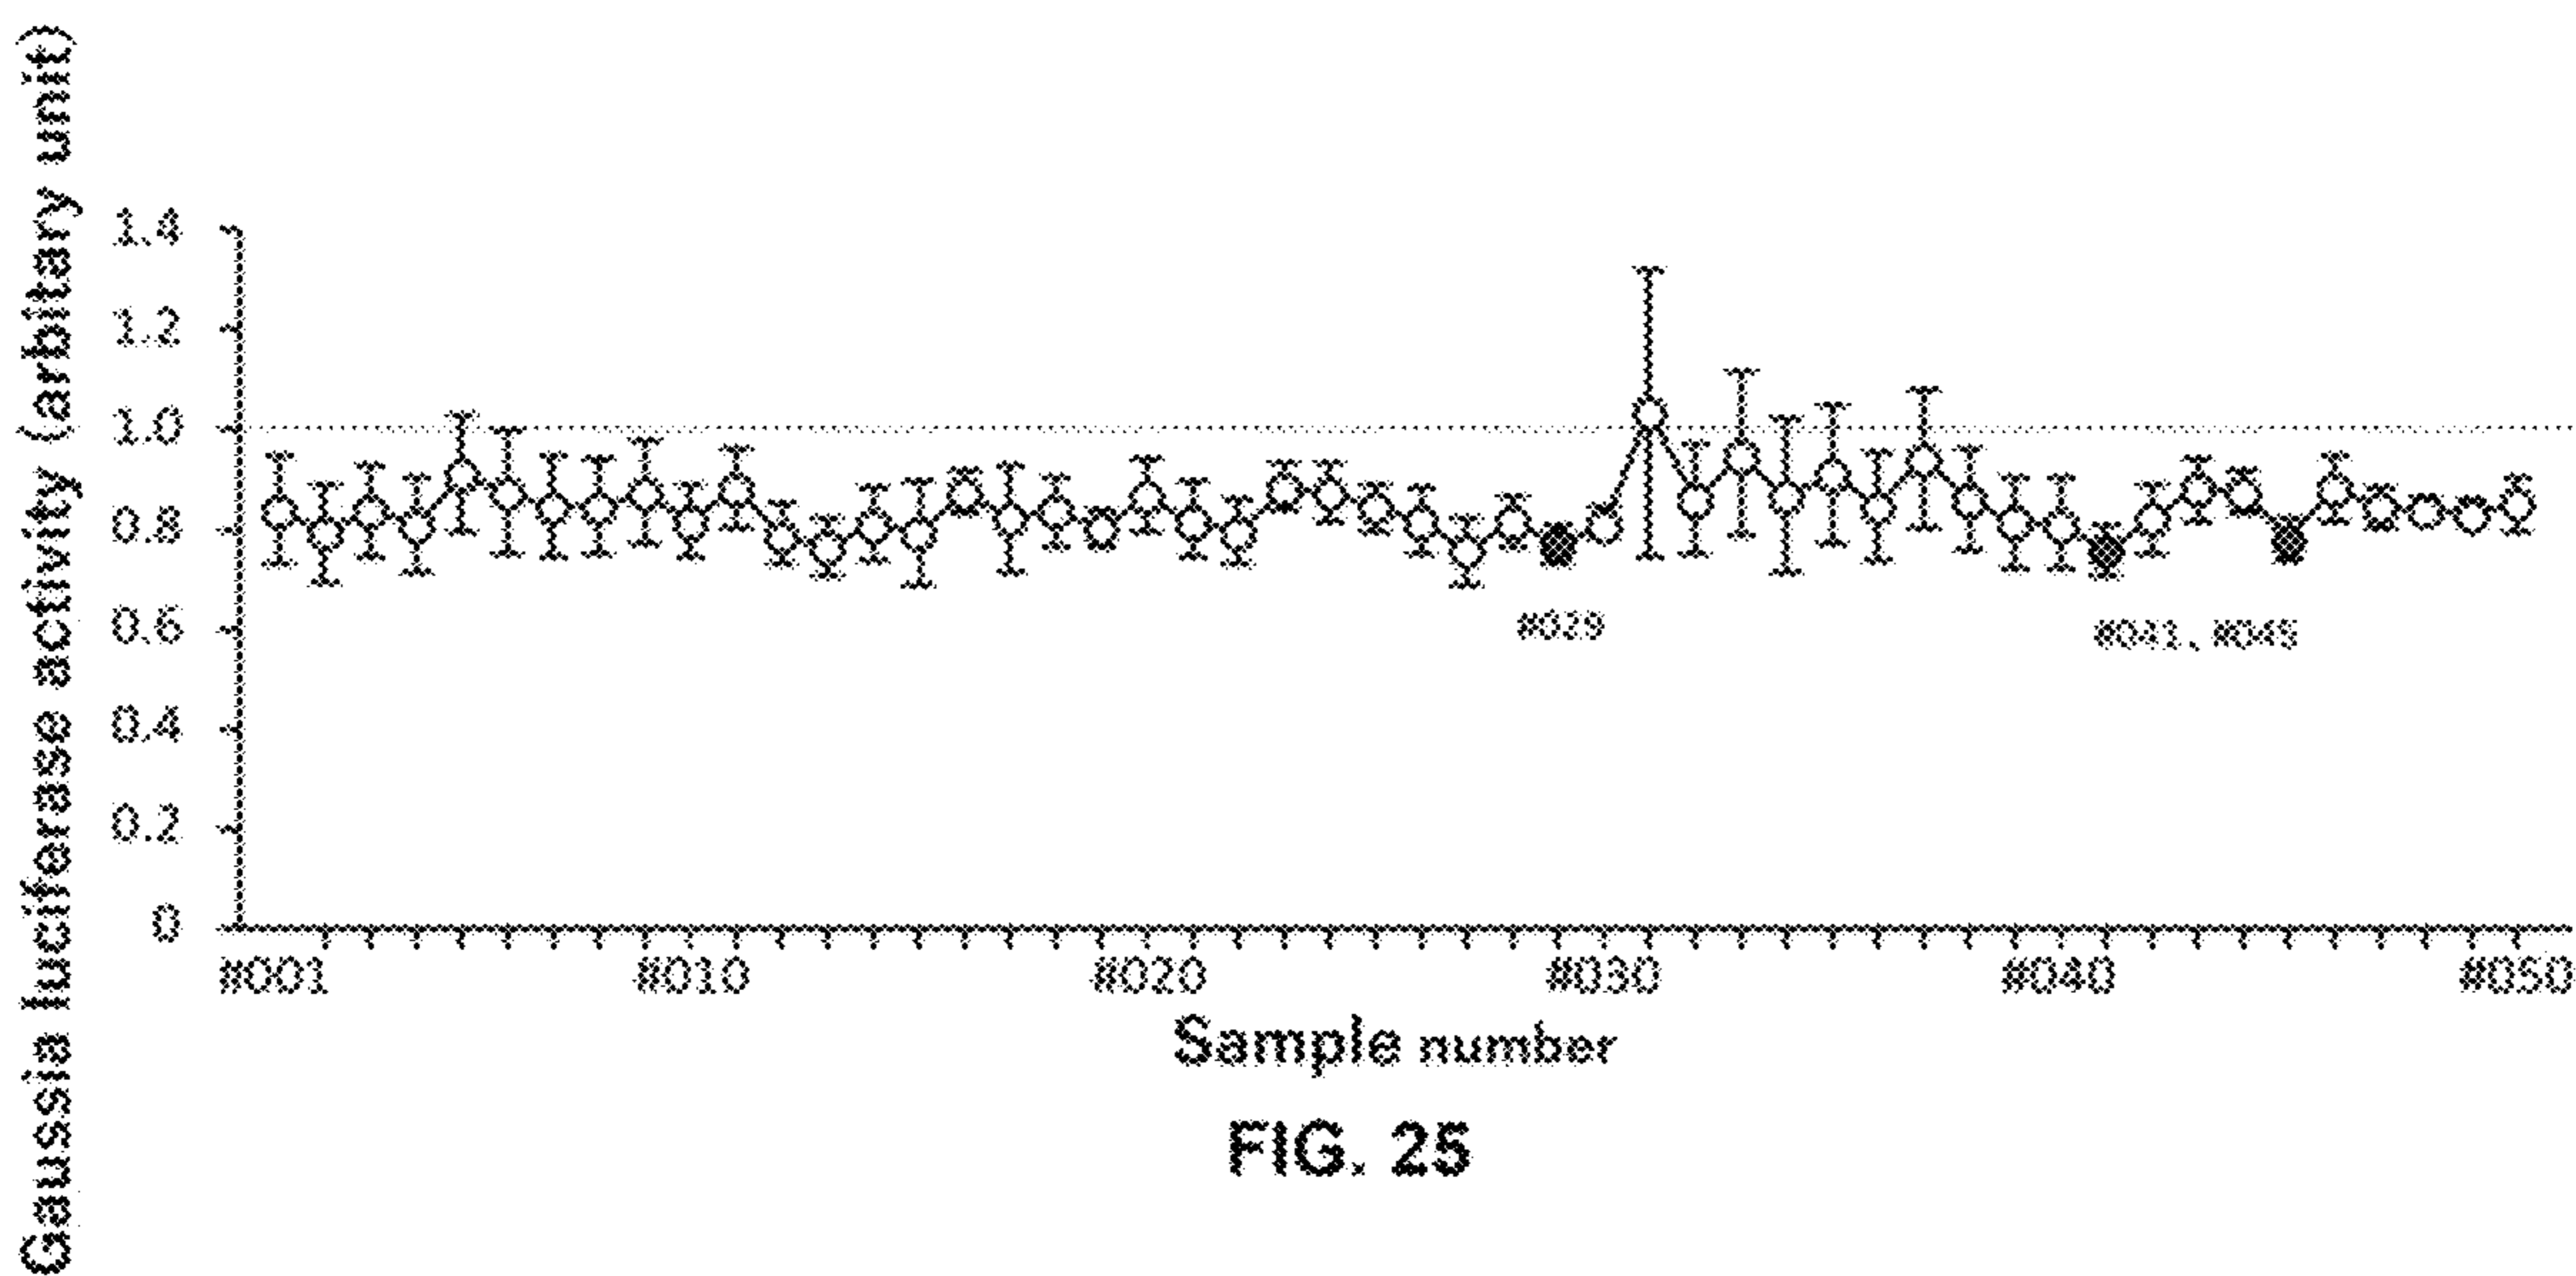 Gaussia luciferase activity (arbitary unit)
1.4
1.2
1.0
0.8
0.6
0.4
0.2
0
#029
#041, #045
#001 #010 #020 #030 #040 #050
Sample number
FIG. 25